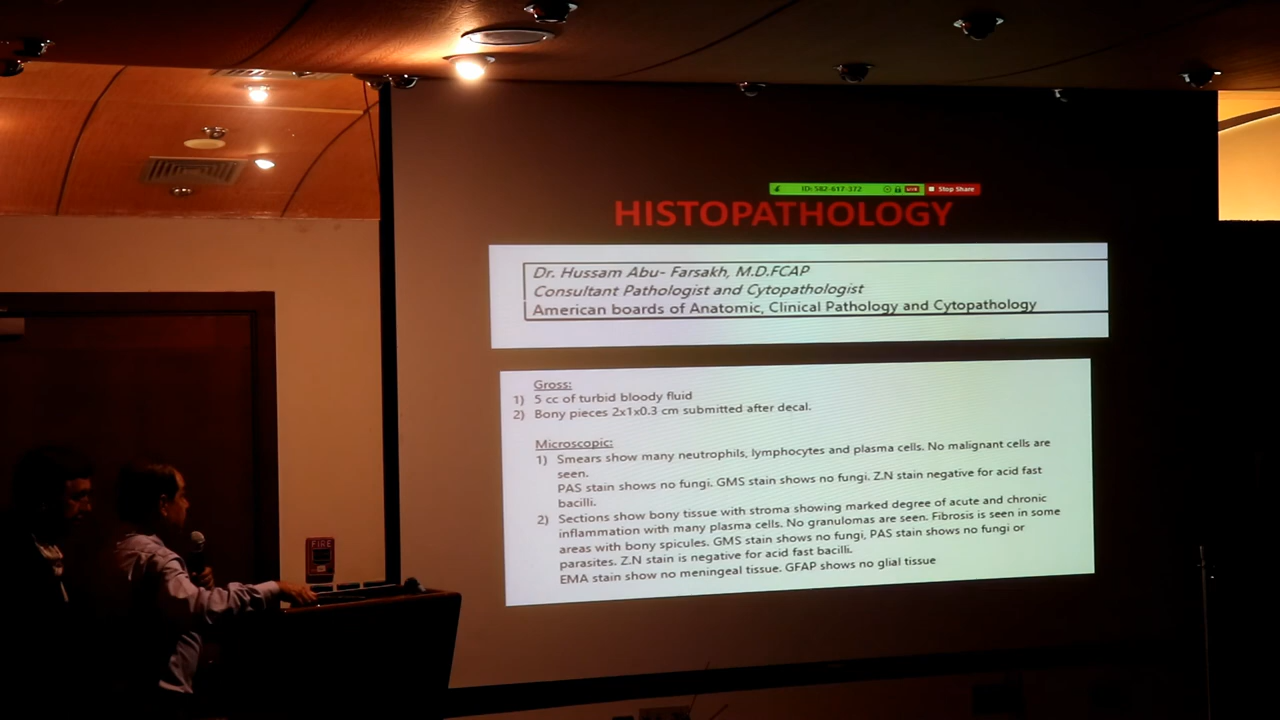 ID: 582-617-372 LIVE Stop Share
HISTOPATHOLOGY
Dr. Hussam Abu- Farsakh, M.D.FCAP
Consultant Pathologist and Cytopathologist
American boards of Anatomic, Clinical Pathology and Cytopathology
Gross:
1) 5 cc of turbid bloody fluid
2) Bony pieces 2x1x0.3 cm submitted after decal.
Microscopic:
1) Smears show many neutrophils, lymphocytes and plasma cells. No malignant cells are
seen.
PAS stain shows no fungi. GMS stain shows no fungi. Z.N stain negative for acid fast
bacilli.
2) Sections show bony tissue with stroma showing marked degree of acute and chronic
inflammation with many plasma cells. No granulomas are seen. Fibrosis is seen in some
areas with bony spicules. GMS stain shows no fungi, PAS stain shows no fungi or
parasites. Z.N stain is negative for acid fast bacilli.
EMA stain show no meningeal tissue. GFAP shows no glial tissue
FIRE